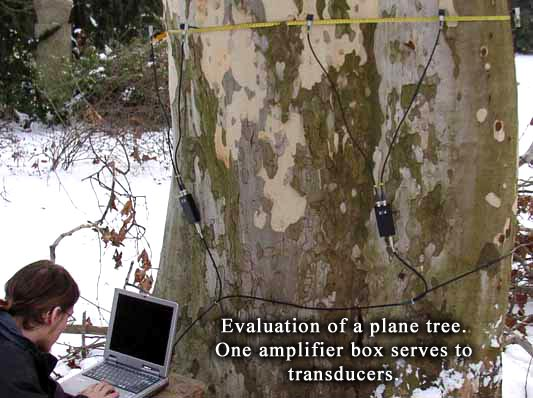 Evaluation of a plane tree.
One amplifier box serves to
transducers